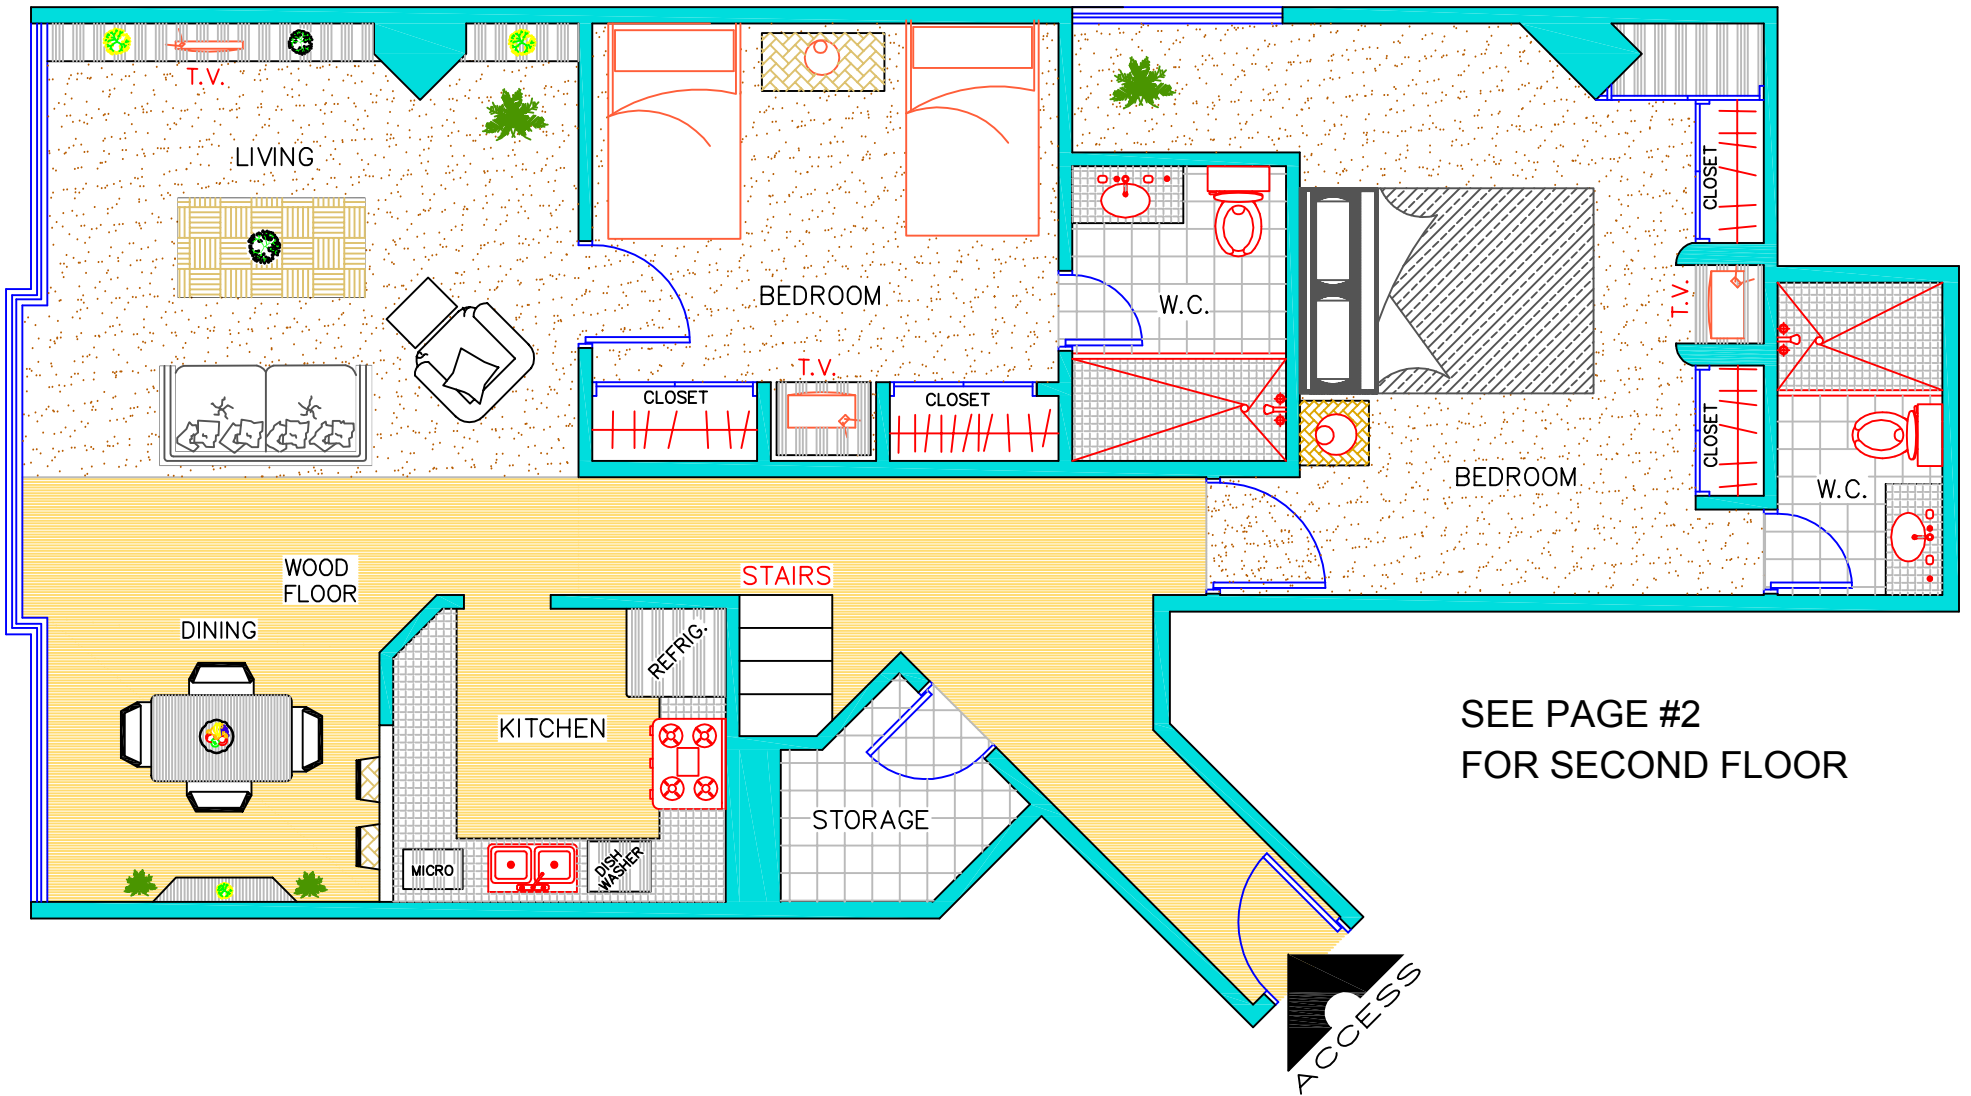 T.V.
LIVING
BEDROOM
T.V.
CLOSET
CLOSET
W.C.
CLOSET
T.V.
CLOSET
BEDROOM
W.C.
WOOD
FLOOR
DINING
STAIRS
REFRIG.
KITCHEN
MICRO
DISH
WASHER
STORAGE
SEE PAGE #2
FOR SECOND FLOOR
ACCESS